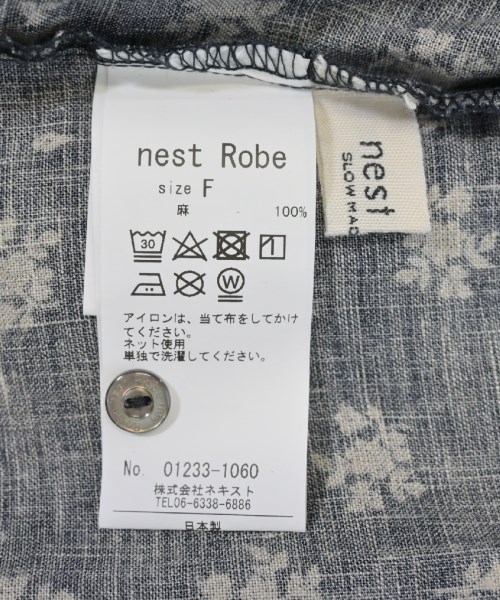 nest Robe
size F
麻 100%
30
W
アイロンは、当て布をしてかけ
てください。
ネット使用
単独で洗濯してください。
No. 01233-1060
株式会社ネキスト
TEL06-6338-6886
日本製
nest
SLOW MAD